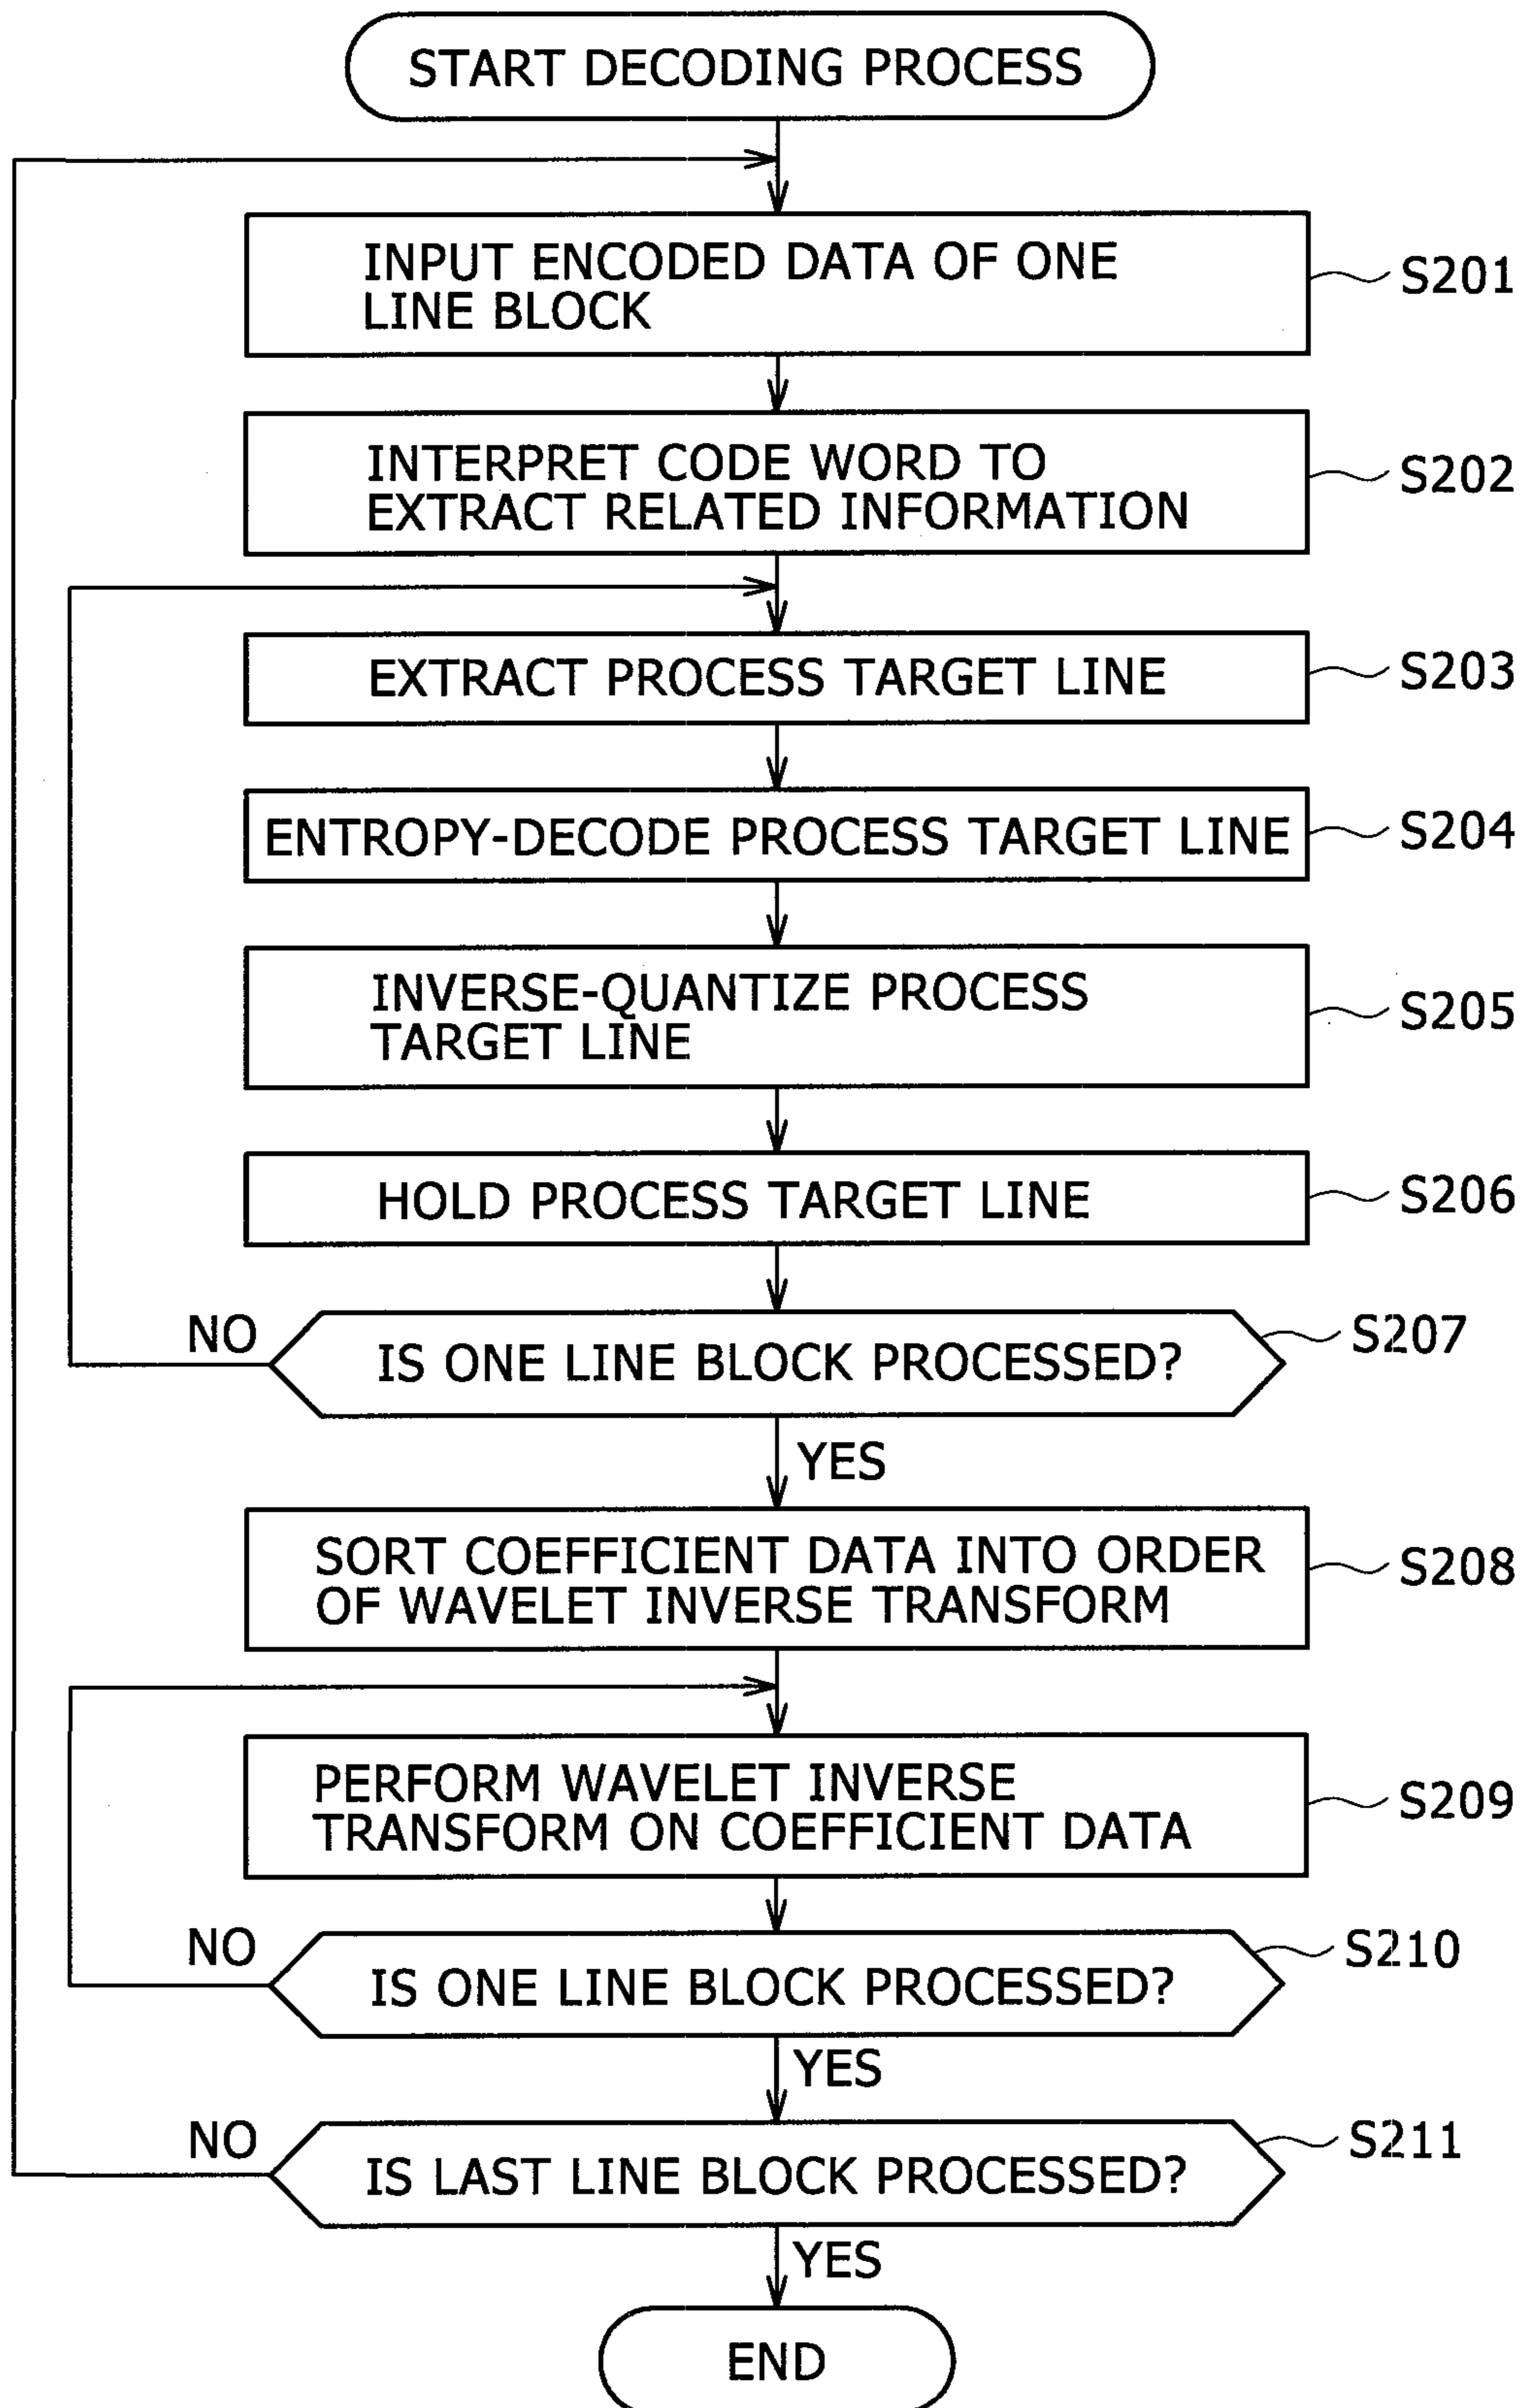 START DECODING PROCESS
INPUT ENCODED DATA OF ONE
LINE BLOCK
S201
INTERPRET CODE WORD TO
EXTRACT RELATED INFORMATION
S202
EXTRACT PROCESS TARGET LINE
S203
ENTROPY-DECODE PROCESS TARGET LINE
S204
INVERSE-QUANTIZE PROCESS
TARGET LINE
S205
HOLD PROCESS TARGET LINE
S206
NO
IS ONE LINE BLOCK PROCESSED?
S207
YES
SORT COEFFICIENT DATA INTO ORDER
OF WAVELET INVERSE TRANSFORM
S208
PERFORM WAVELET INVERSE
TRANSFORM ON COEFFICIENT DATA
S209
NO
IS ONE LINE BLOCK PROCESSED?
S210
YES
NO
IS LAST LINE BLOCK PROCESSED?
S211
YES
END